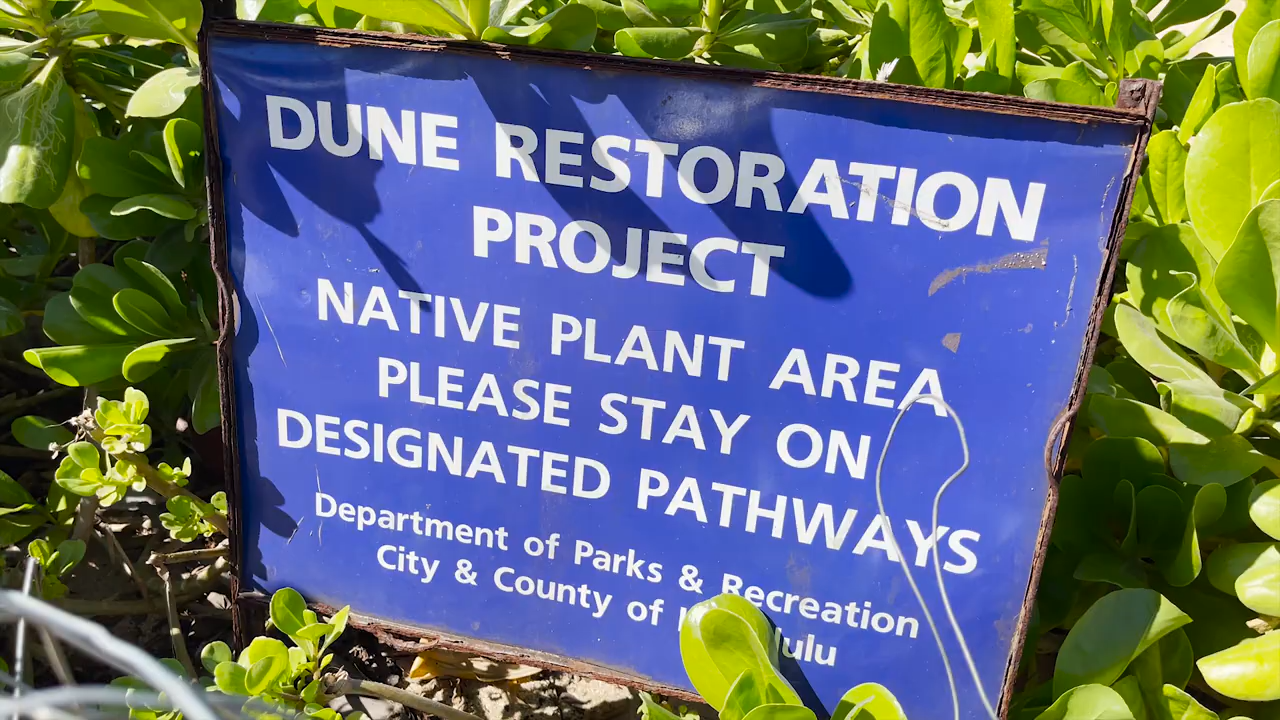 DUNE RESTORATION
PROJECT
NATIVE PLANT AREA
PLEASE STAY ON
DESIGNATED PATHWAYS
Department of Parks & Recreation
City & County of